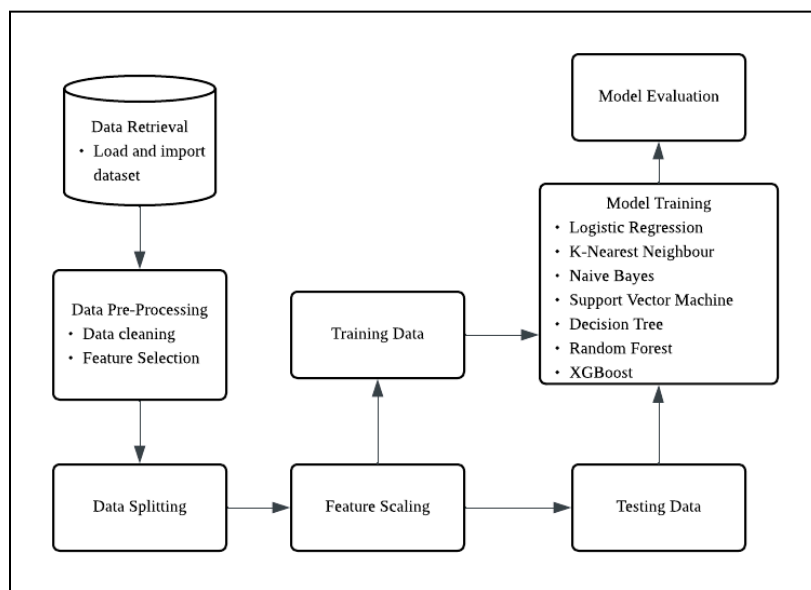 Data Retrieval
• Load and import
dataset
Data Pre-Processing
• Data cleaning
• Feature Selection
Data Splitting
Feature Scaling
Training Data
Testing Data
Model Training
• Logistic Regression
• K-Nearest Neighbour
• Naive Bayes
• Support Vector Machine
• Decision Tree
• Random Forest
• XGBoost
Model Evaluation